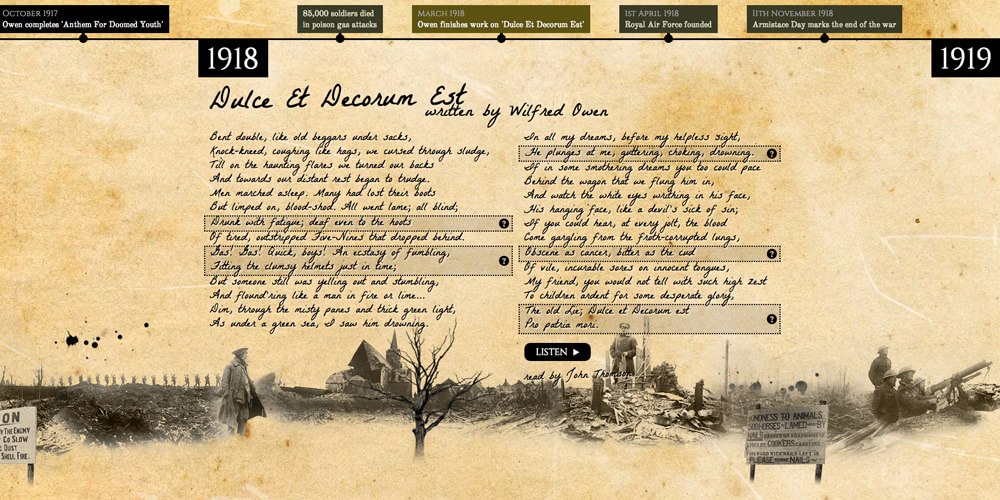 OCTOBER 1917
Owen completes 'Anthem For Doomed Youth'
85,000 soldiers died
in poison gas attacks
MARCH 1918
Owen finishes work on 'Dulce Et Decorum Est'
1ST APRIL 1918
Royal Air Force founded
11TH NOVEMBER 1918
Armistace Day marks the end of the war
1918
1919
Dulce Et Decorum Est
written by Wilfred Owen
Bent double, like old beggars under sacks,
Knock-kneed, coughing like hags, we cursed through sludge,
Till on the haunting flares we turned our backs
And towards our distant rest began to trudge.
Men marched asleep. Many had lost their boots
But limped on, blood-shod. All went lame; all blind;
Drunk with fatigue; deaf even to the hoots
?
Of tired, outstripped Five-Nines that dropped behind.
Gas! Gas! Quick, boys! An ecstasy of fumbling,
Fitting the clumsy helmets just in time;
?
But someone still was yelling out and stumbling,
And flound'ring like a man in fire or lime...
Dim, through the misty panes and thick green light,
As under a green sea, I saw him drowning.
In all my dreams, before my helpless sight,
He plunges at me, guttering, choking, drowning.
?
If in some smothering dreams you too could pace
Behind the wagon that we flung him in,
And watch the white eyes writhing in his face,
His hanging face, like a devil's sick of sin;
If you could hear, at every jolt, the blood
Come gargling from the froth-corrupted lungs,
Obscene as cancer, bitter as the cud
?
Of vile, incurable sores on innocent tongues,
My friend, you would not tell with such high zest
To children ardent for some desperate glory,
The old Lie; Dulce et Decorum est
Pro patria mori.
?
LISTEN
read by John Thomson
ON
BY THE ENEMY
GO SLOW
DUST
SHELL FIRE.
KINDNESS TO ANIMALS
HORSES LAMED BY
NAILS
COOKERS
PLEASE NAILS